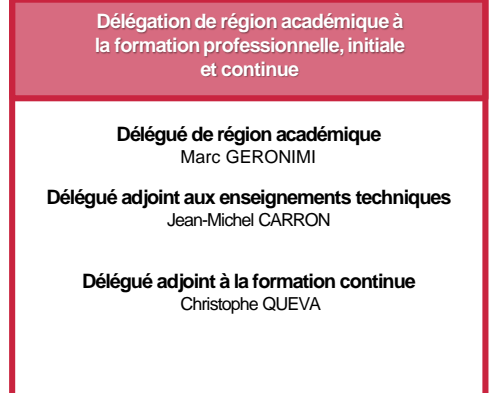 Délégation de région académique à
la formation professionnelle, initiale
et continue
Délégué de région académique
Marc GERONIMI
Délégué adjoint aux enseignements techniques
Jean-Michel CARRON
Délégué adjoint à la formation continue
Christophe QUEVA